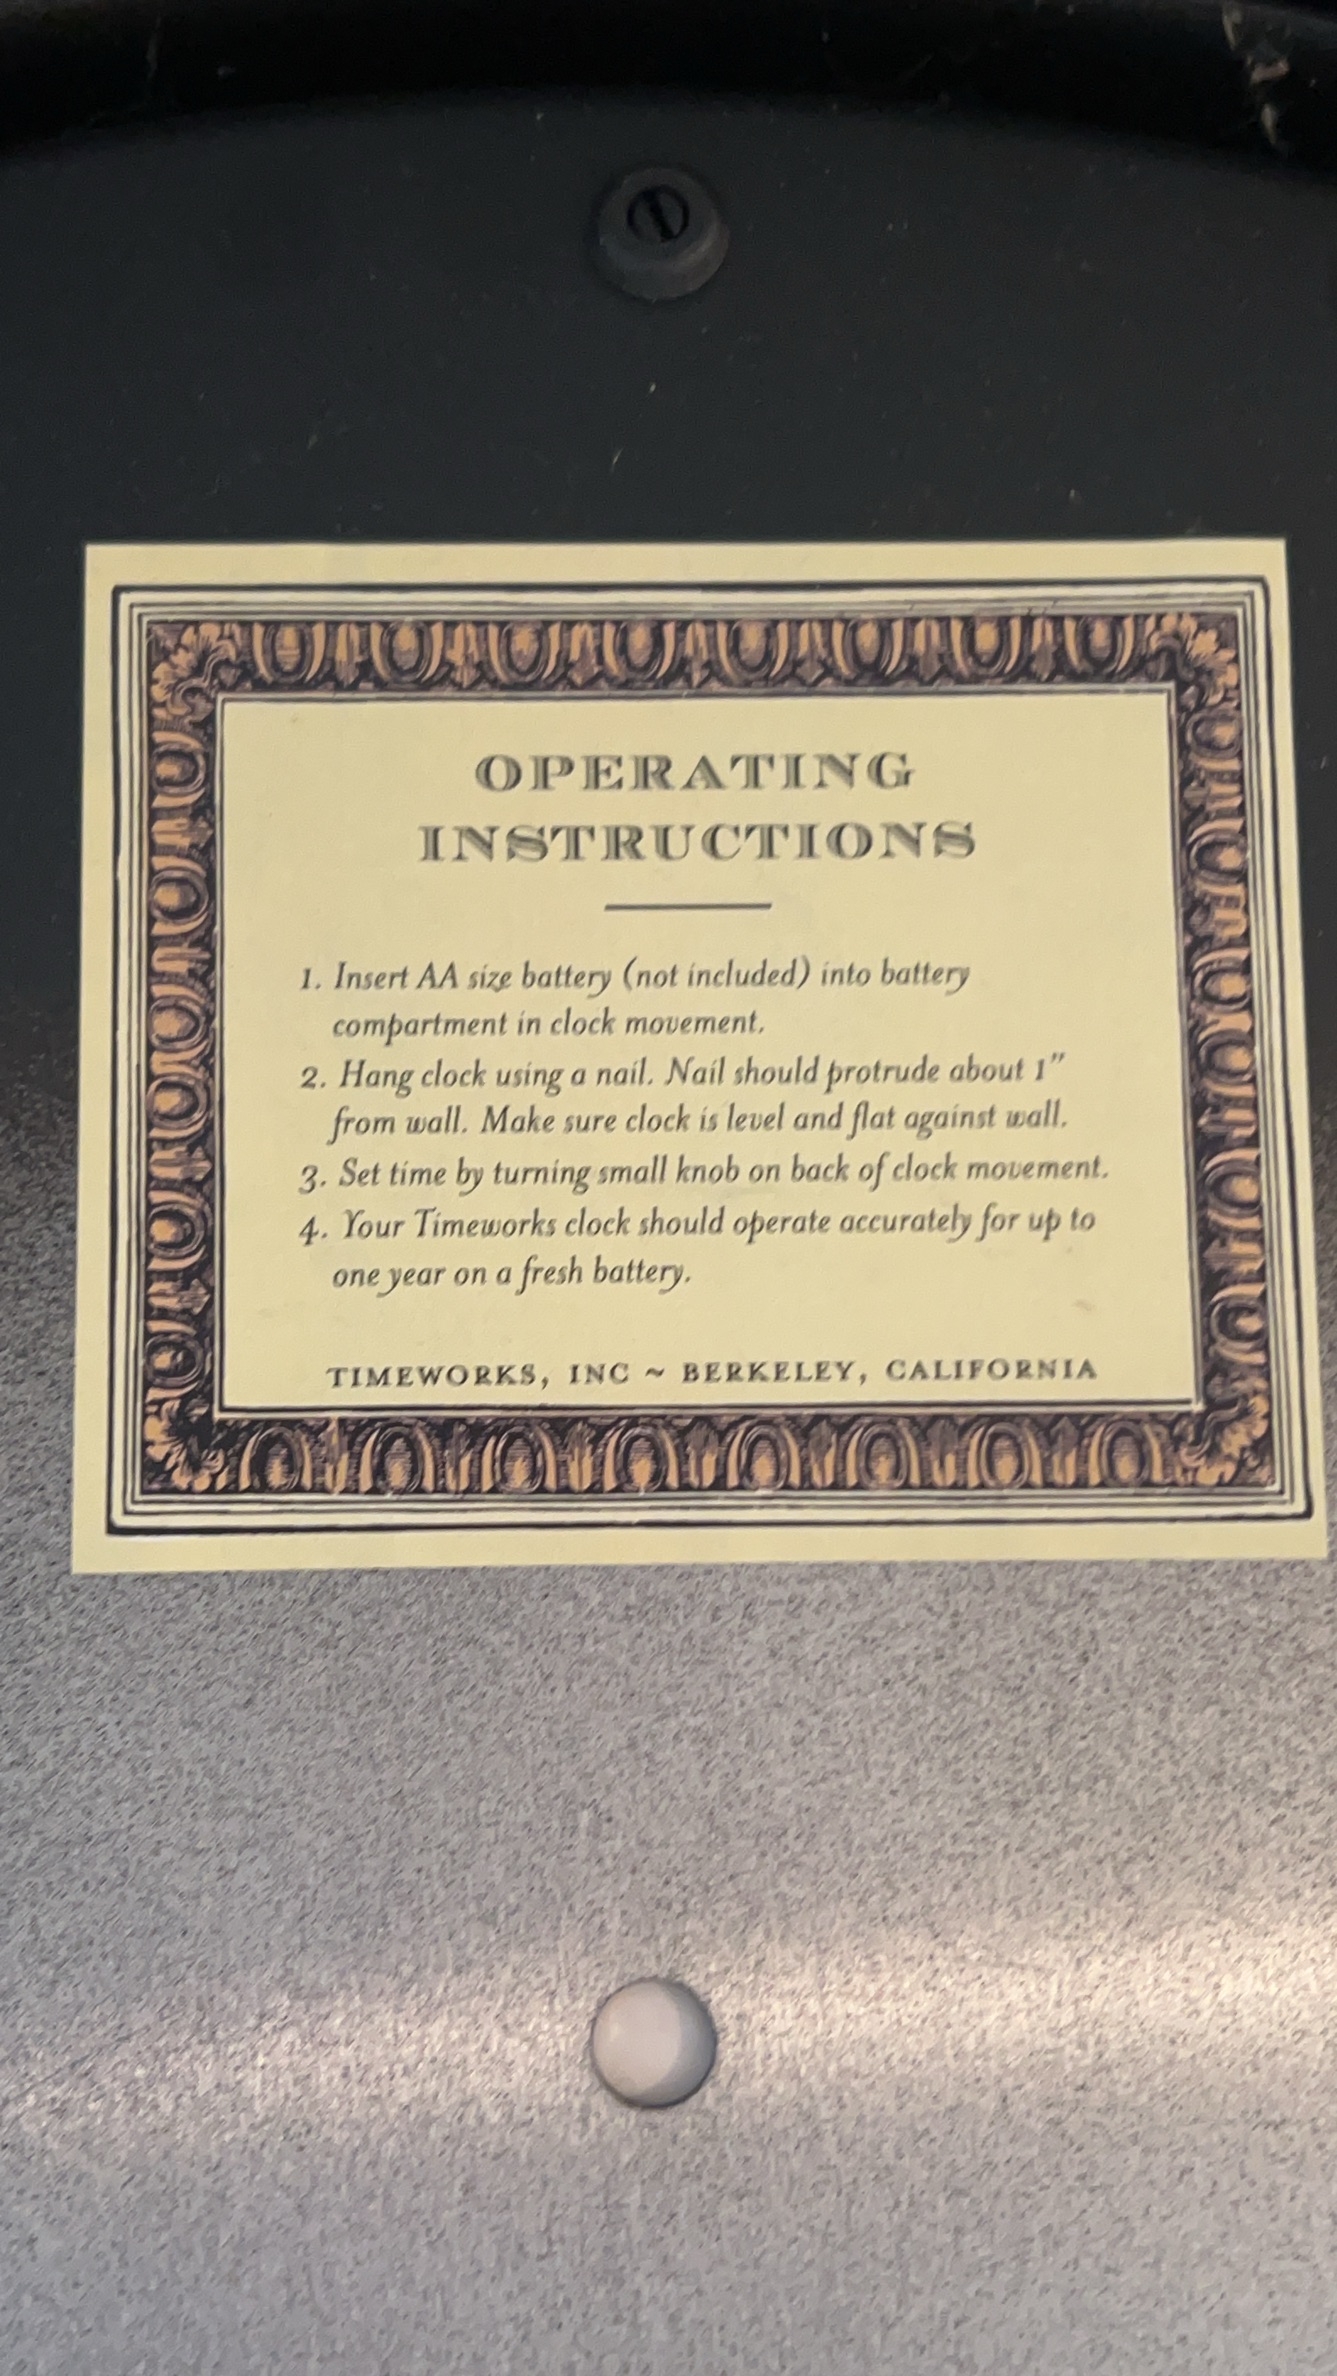 OPERATING
INSTRUCTIONS
1. Insert AA size battery (not included) into battery
compartment in clock movement.
2. Hang clock using a nail. Nail should protrude about 1"
from wall. Make sure clock is level and flat against wall.
3. Set time by turning small knob on back of clock movement.
4. Your Timeworks clock should operate accurately for up to
one year on a fresh battery.
TIMEWORKS, INC ~ BERKELEY, CALIFORNIA